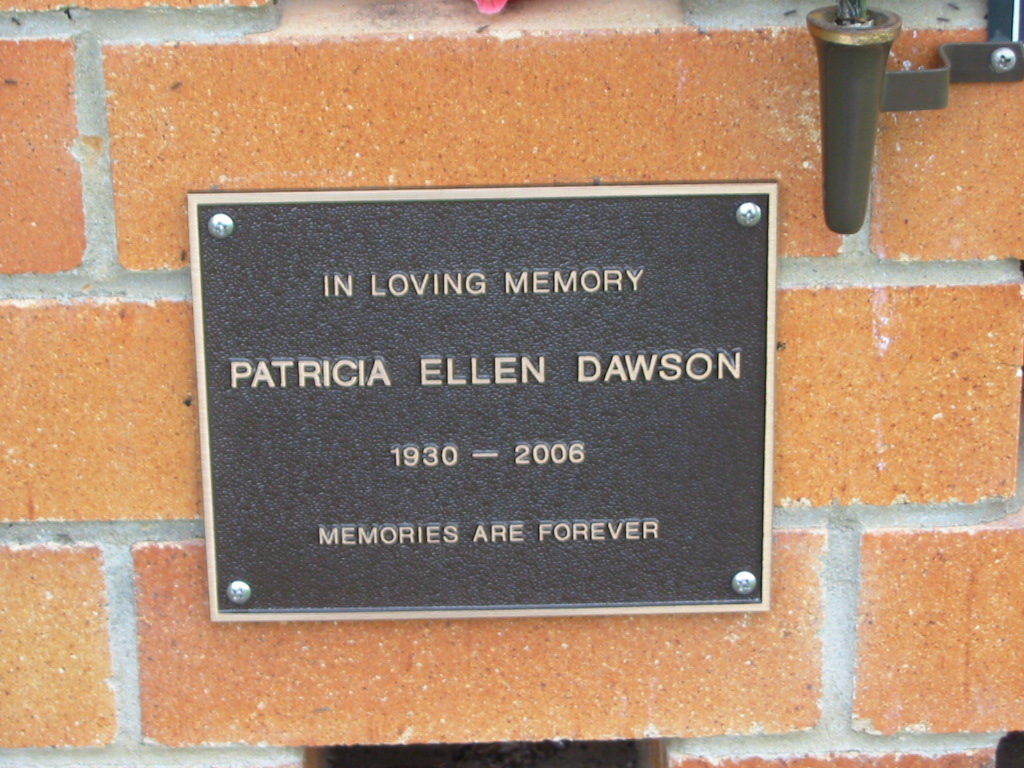 IN LOVING MEMORY
PATRICIA ELLEN DAWSON
1930 — 2006
MEMORIES ARE FOREVER